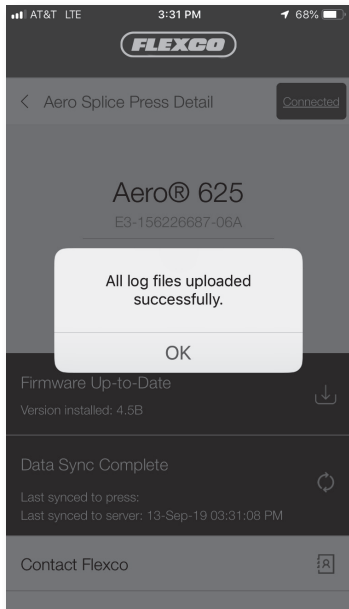 AT&T LTE 3:31 PM 68%
FLEXCO
< Aero Splice Press Detail Connected
Aero® 625
E3-156226687-06A
All log files uploaded
successfully.
OK
Firmware Up-to-Date
Version installed: 4.5B
Data Sync Complete
Last synced to press:
Last synced to server: 13-Sep-19 03:31:08 PM
Contact Flexco